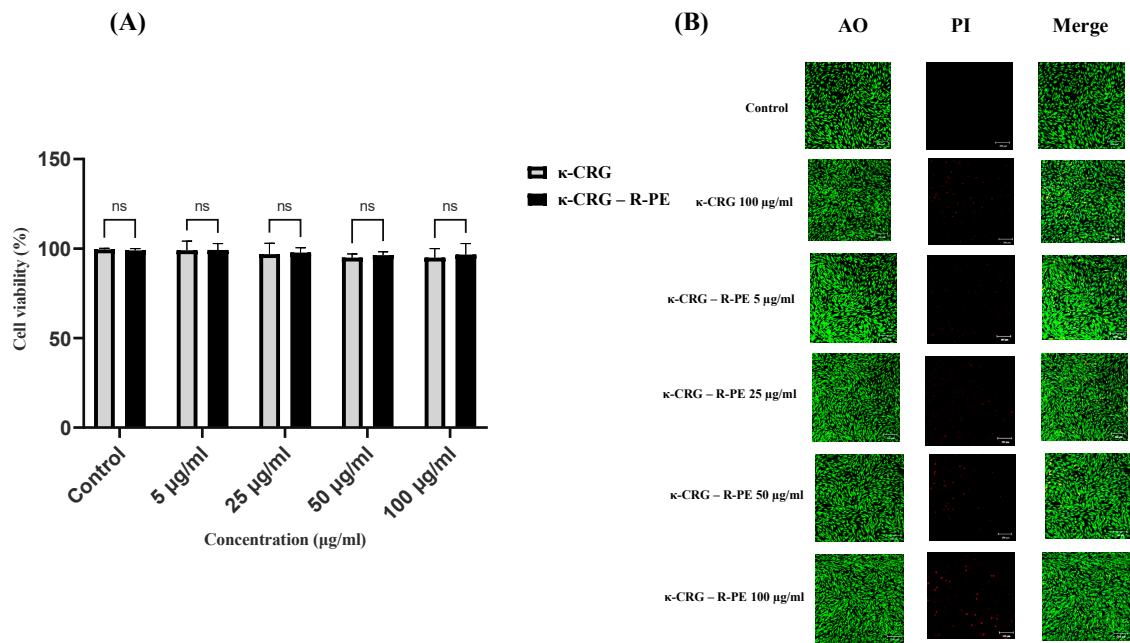 (A)
150
100
50
0
Cell viability (%)
ns
ns
ns
ns
ns
Control
5 µg/ml
25 µg/ml
50 µg/ml
100 µg/ml
Concentration (µg/ml)
κ-CRG
κ-CRG – R-PE
(B)
AO
PI
Merge
Control
κ-CRG 100 µg/ml
κ-CRG – R-PE 5 µg/ml
κ-CRG – R-PE 25 µg/ml
κ-CRG – R-PE 50 µg/ml
κ-CRG – R-PE 100 µg/ml